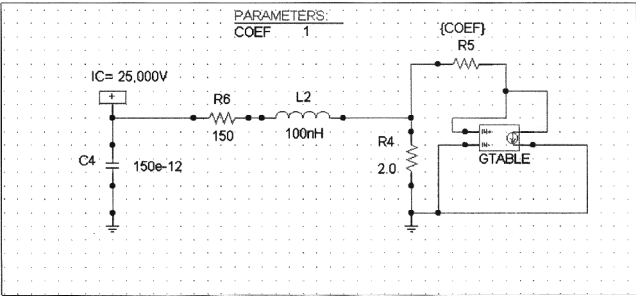 PARAMETERS:
COEF 1
{COEF}
R5
IC= 25,000V
+
R6
150
L2
100nH
C4
150e-12
R4
2.0
IN+
IN-
GTABLE